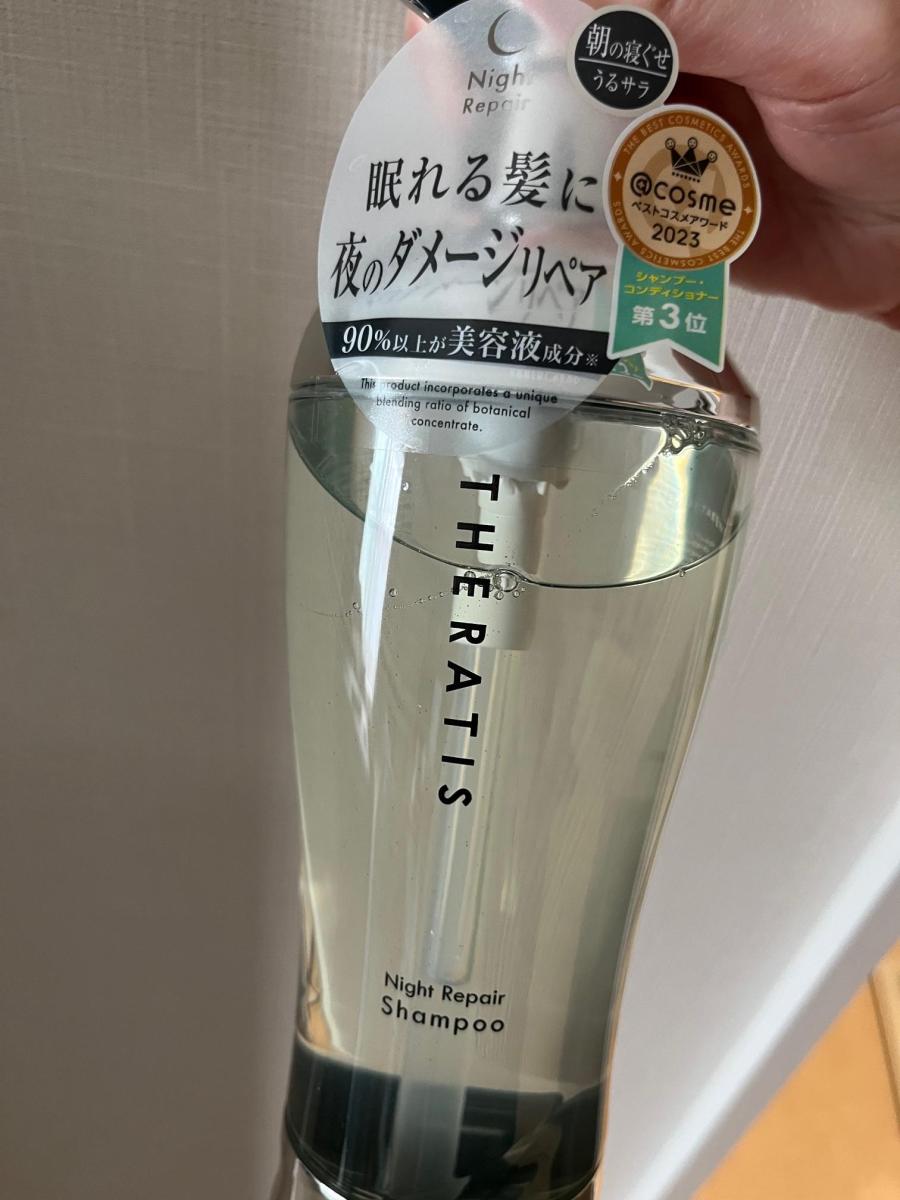 Night
Repair
朝の寝ぐせ
うるサラ
眠れる髪に
夜のダメージリペア
90%以上が美容液成分※
This product incorporates a unique
blending ratio of botanical
concentrate.
THE BEST COSMETICS AWARDS
@cosme
ベストコスメアワード
2023
THE BEST COSMETICS AWARDS
シャンプー・
コンディショナー
第3位
THERATIS
Night Repair
Shampoo